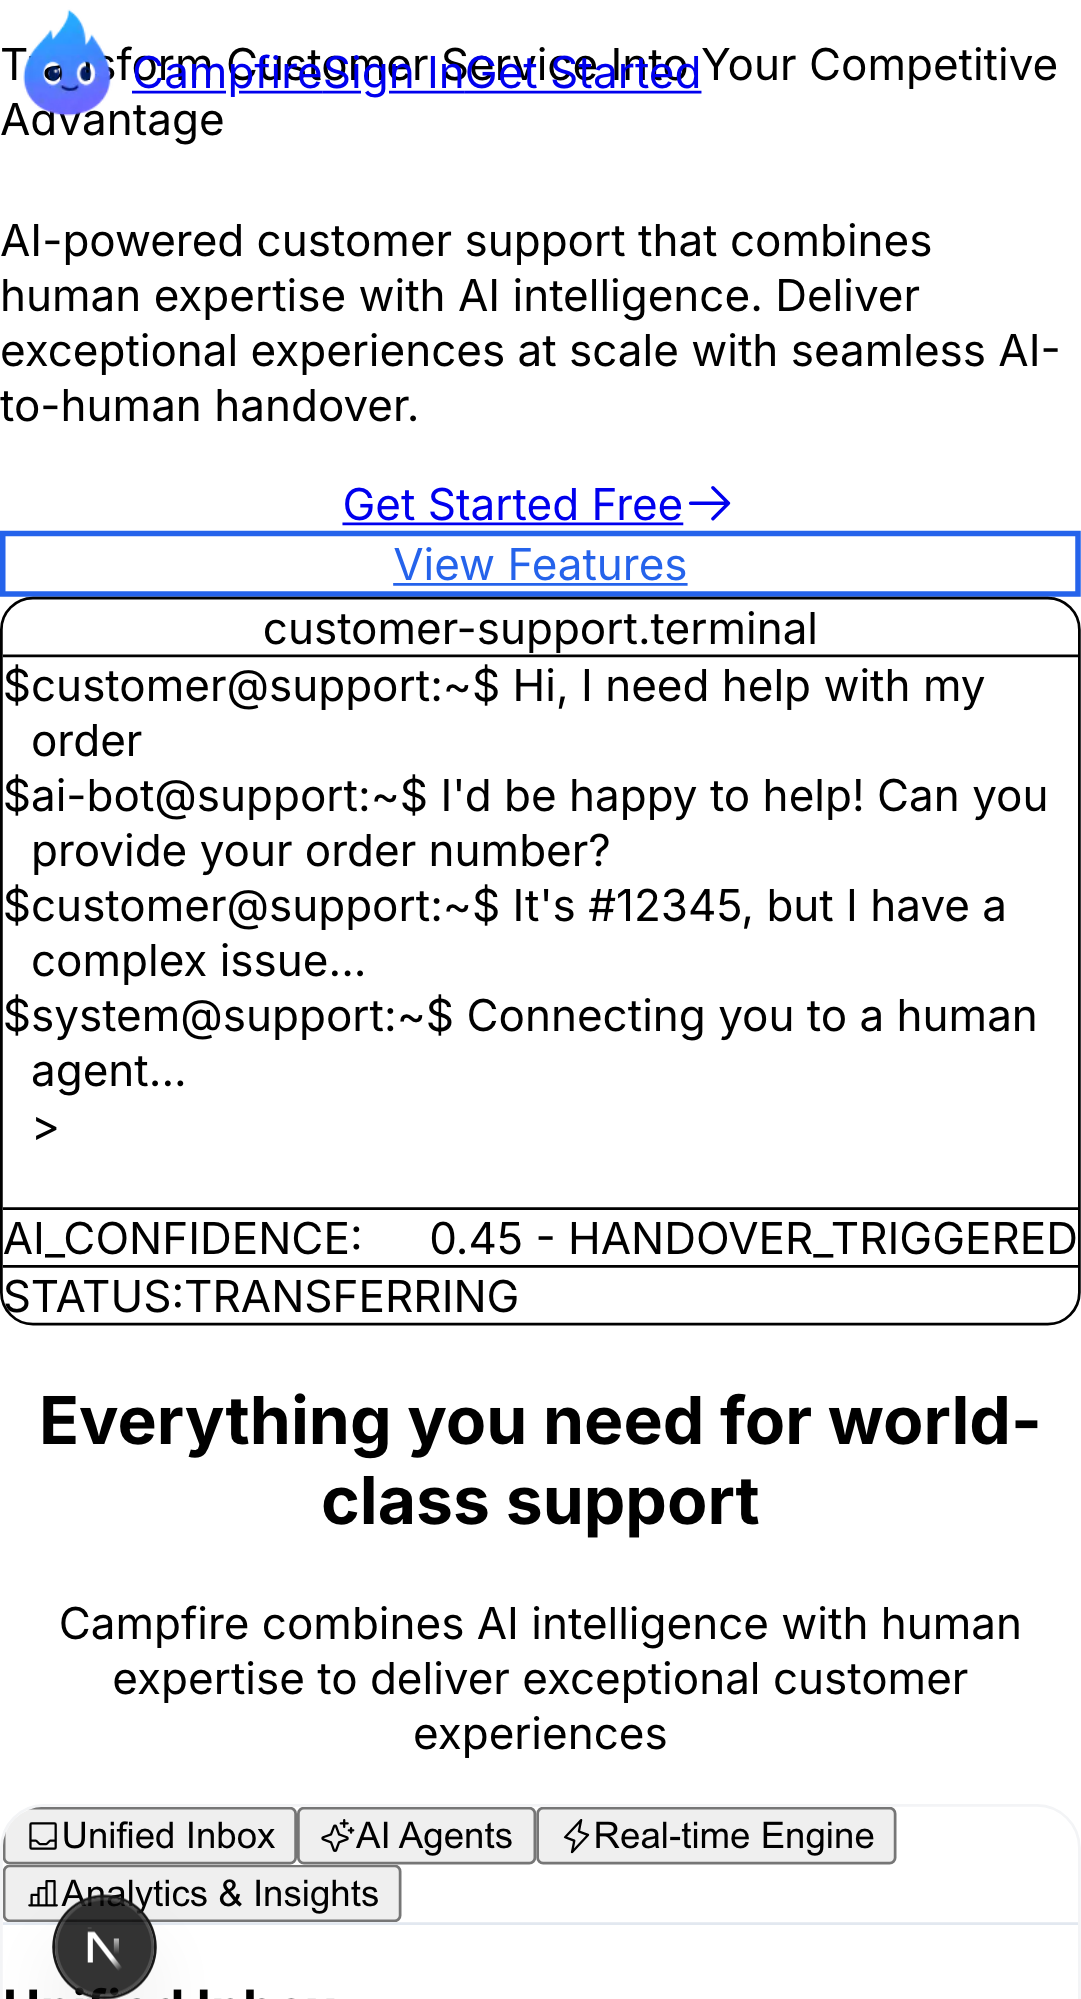 CampfireSign InGet Started
Transform Customer Service Into Your Competitive
Advantage
AI-powered customer support that combines
human expertise with AI intelligence. Deliver
exceptional experiences at scale with seamless AI-
to-human handover.
Get Started Free→
View Features
customer-support.terminal
$customer@support:~$ Hi, I need help with my
order
$ai-bot@support:~$ I'd be happy to help! Can you
provide your order number?
$customer@support:~$ It's #12345, but I have a
complex issue...
$system@support:~$ Connecting you to a human
agent...
>
AI_CONFIDENCE: 0.45 - HANDOVER_TRIGGERED
STATUS:TRANSFERRING
Everything you need for world-
class support
Campfire combines AI intelligence with human
expertise to deliver exceptional customer
experiences
Unified Inbox AI Agents Real-time Engine
Analytics & Insights
N
Unified Inbox